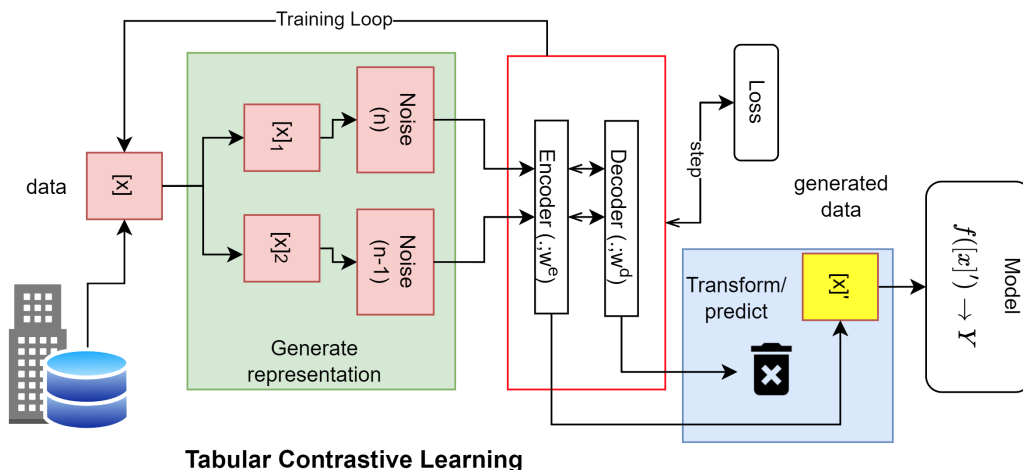 Training Loop
data
[x]
[x]₁
Noise
(n)
[x]₂
Noise
(n-1)
Generate
representation
Encoder (.;wᵉ)
Decoder (.;wᵈ)
Loss
step
generated
data
Transform/
predict
[x]'
Model
f([x]′) → Y
Tabular Contrastive Learning